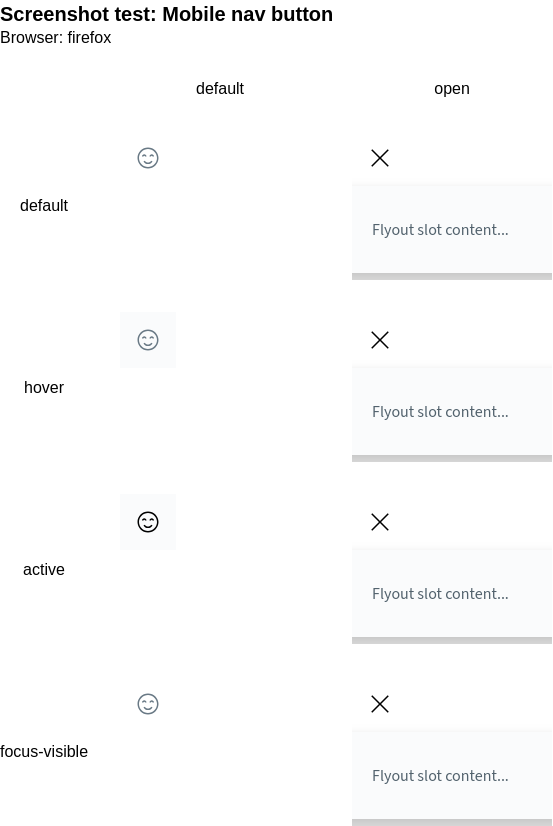 Screenshot test: Mobile nav button
Browser: firefox
default open
default
Flyout slot content...
hover
Flyout slot content...
active
Flyout slot content...
focus-visible
Flyout slot content...